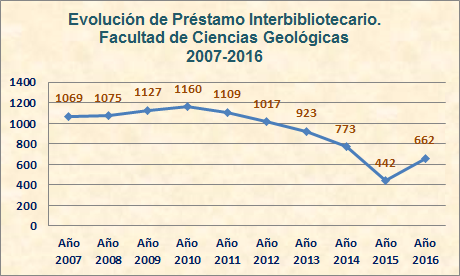 Evolución de Préstamo Interbibliotecario.
Facultad de Ciencias Geológicas
2007-2016
1400
1200
1000
800
600
400
200
0
1069 1075 1127 1160 1109 1017 923 773 442 662
Año Año Año Año Año Año Año Año Año Año
2007 2008 2009 2010 2011 2012 2013 2014 2015 2016